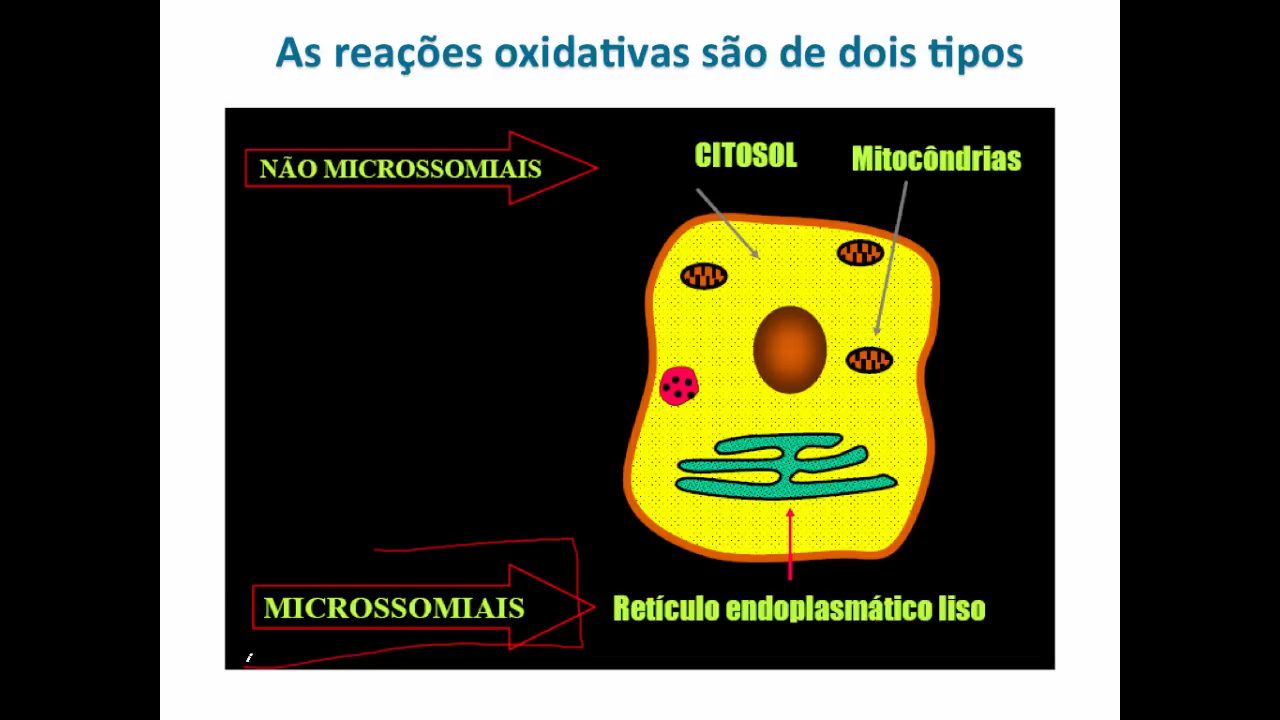 As reações oxidativas são de dois tipos
NÃO MICROSSOMIAIS
CITOSOL
Mitocôndrias
MICROSSOMIAIS
Retículo endoplasmático liso